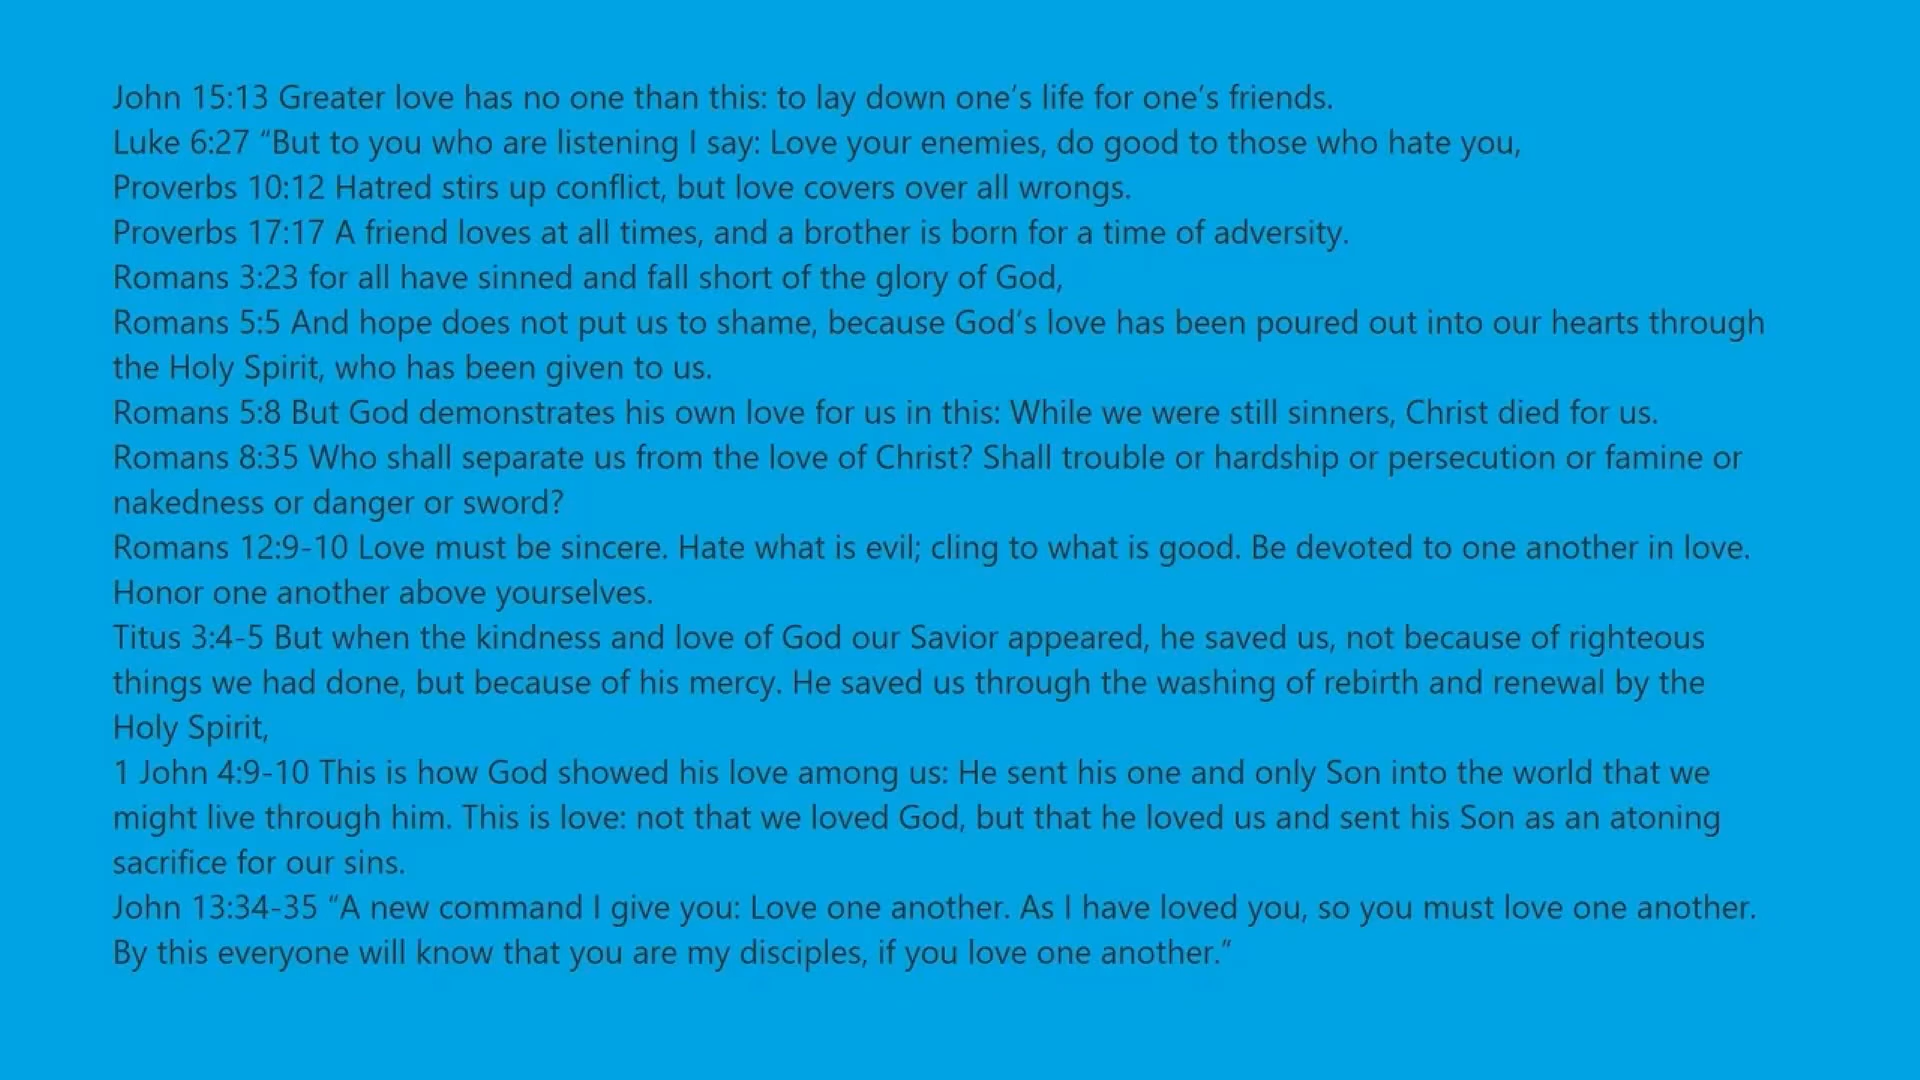 John 15:13 Greater love has no one than this: to lay down one’s life for one’s friends.
Luke 6:27 “But to you who are listening I say: Love your enemies, do good to those who hate you,
Proverbs 10:12 Hatred stirs up conflict, but love covers over all wrongs.
Proverbs 17:17 A friend loves at all times, and a brother is born for a time of adversity.
Romans 3:23 for all have sinned and fall short of the glory of God,
Romans 5:5 And hope does not put us to shame, because God’s love has been poured out into our hearts through
the Holy Spirit, who has been given to us.
Romans 5:8 But God demonstrates his own love for us in this: While we were still sinners, Christ died for us.
Romans 8:35 Who shall separate us from the love of Christ? Shall trouble or hardship or persecution or famine or
nakedness or danger or sword?
Romans 12:9-10 Love must be sincere. Hate what is evil; cling to what is good. Be devoted to one another in love.
Honor one another above yourselves.
Titus 3:4-5 But when the kindness and love of God our Savior appeared, he saved us, not because of righteous
things we had done, but because of his mercy. He saved us through the washing of rebirth and renewal by the
Holy Spirit,
1 John 4:9-10 This is how God showed his love among us: He sent his one and only Son into the world that we
might live through him. This is love: not that we loved God, but that he loved us and sent his Son as an atoning
sacrifice for our sins.
John 13:34-35 “A new command I give you: Love one another. As I have loved you, so you must love one another.
By this everyone will know that you are my disciples, if you love one another.”